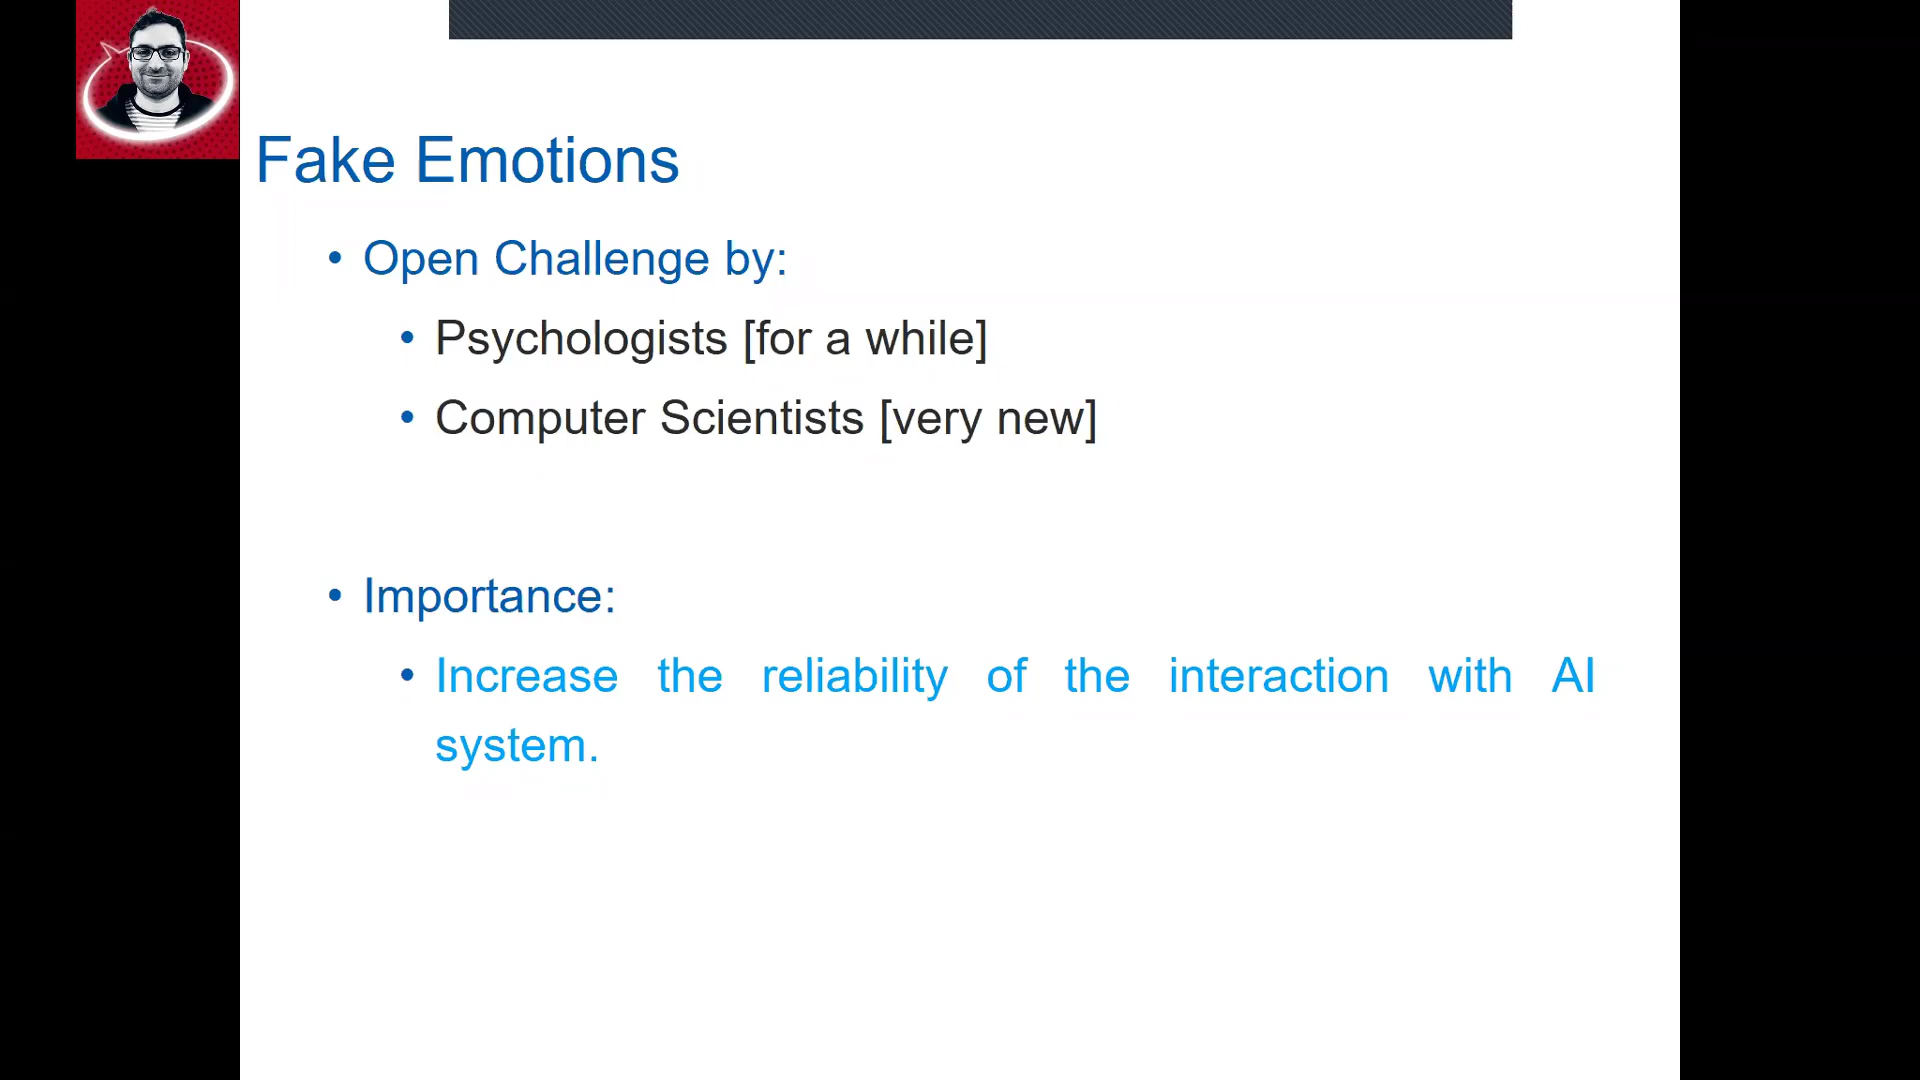 Fake Emotions
• Open Challenge by:
• Psychologists [for a while]
• Computer Scientists [very new]
• Importance:
• Increase the reliability of the interaction with AI
system.